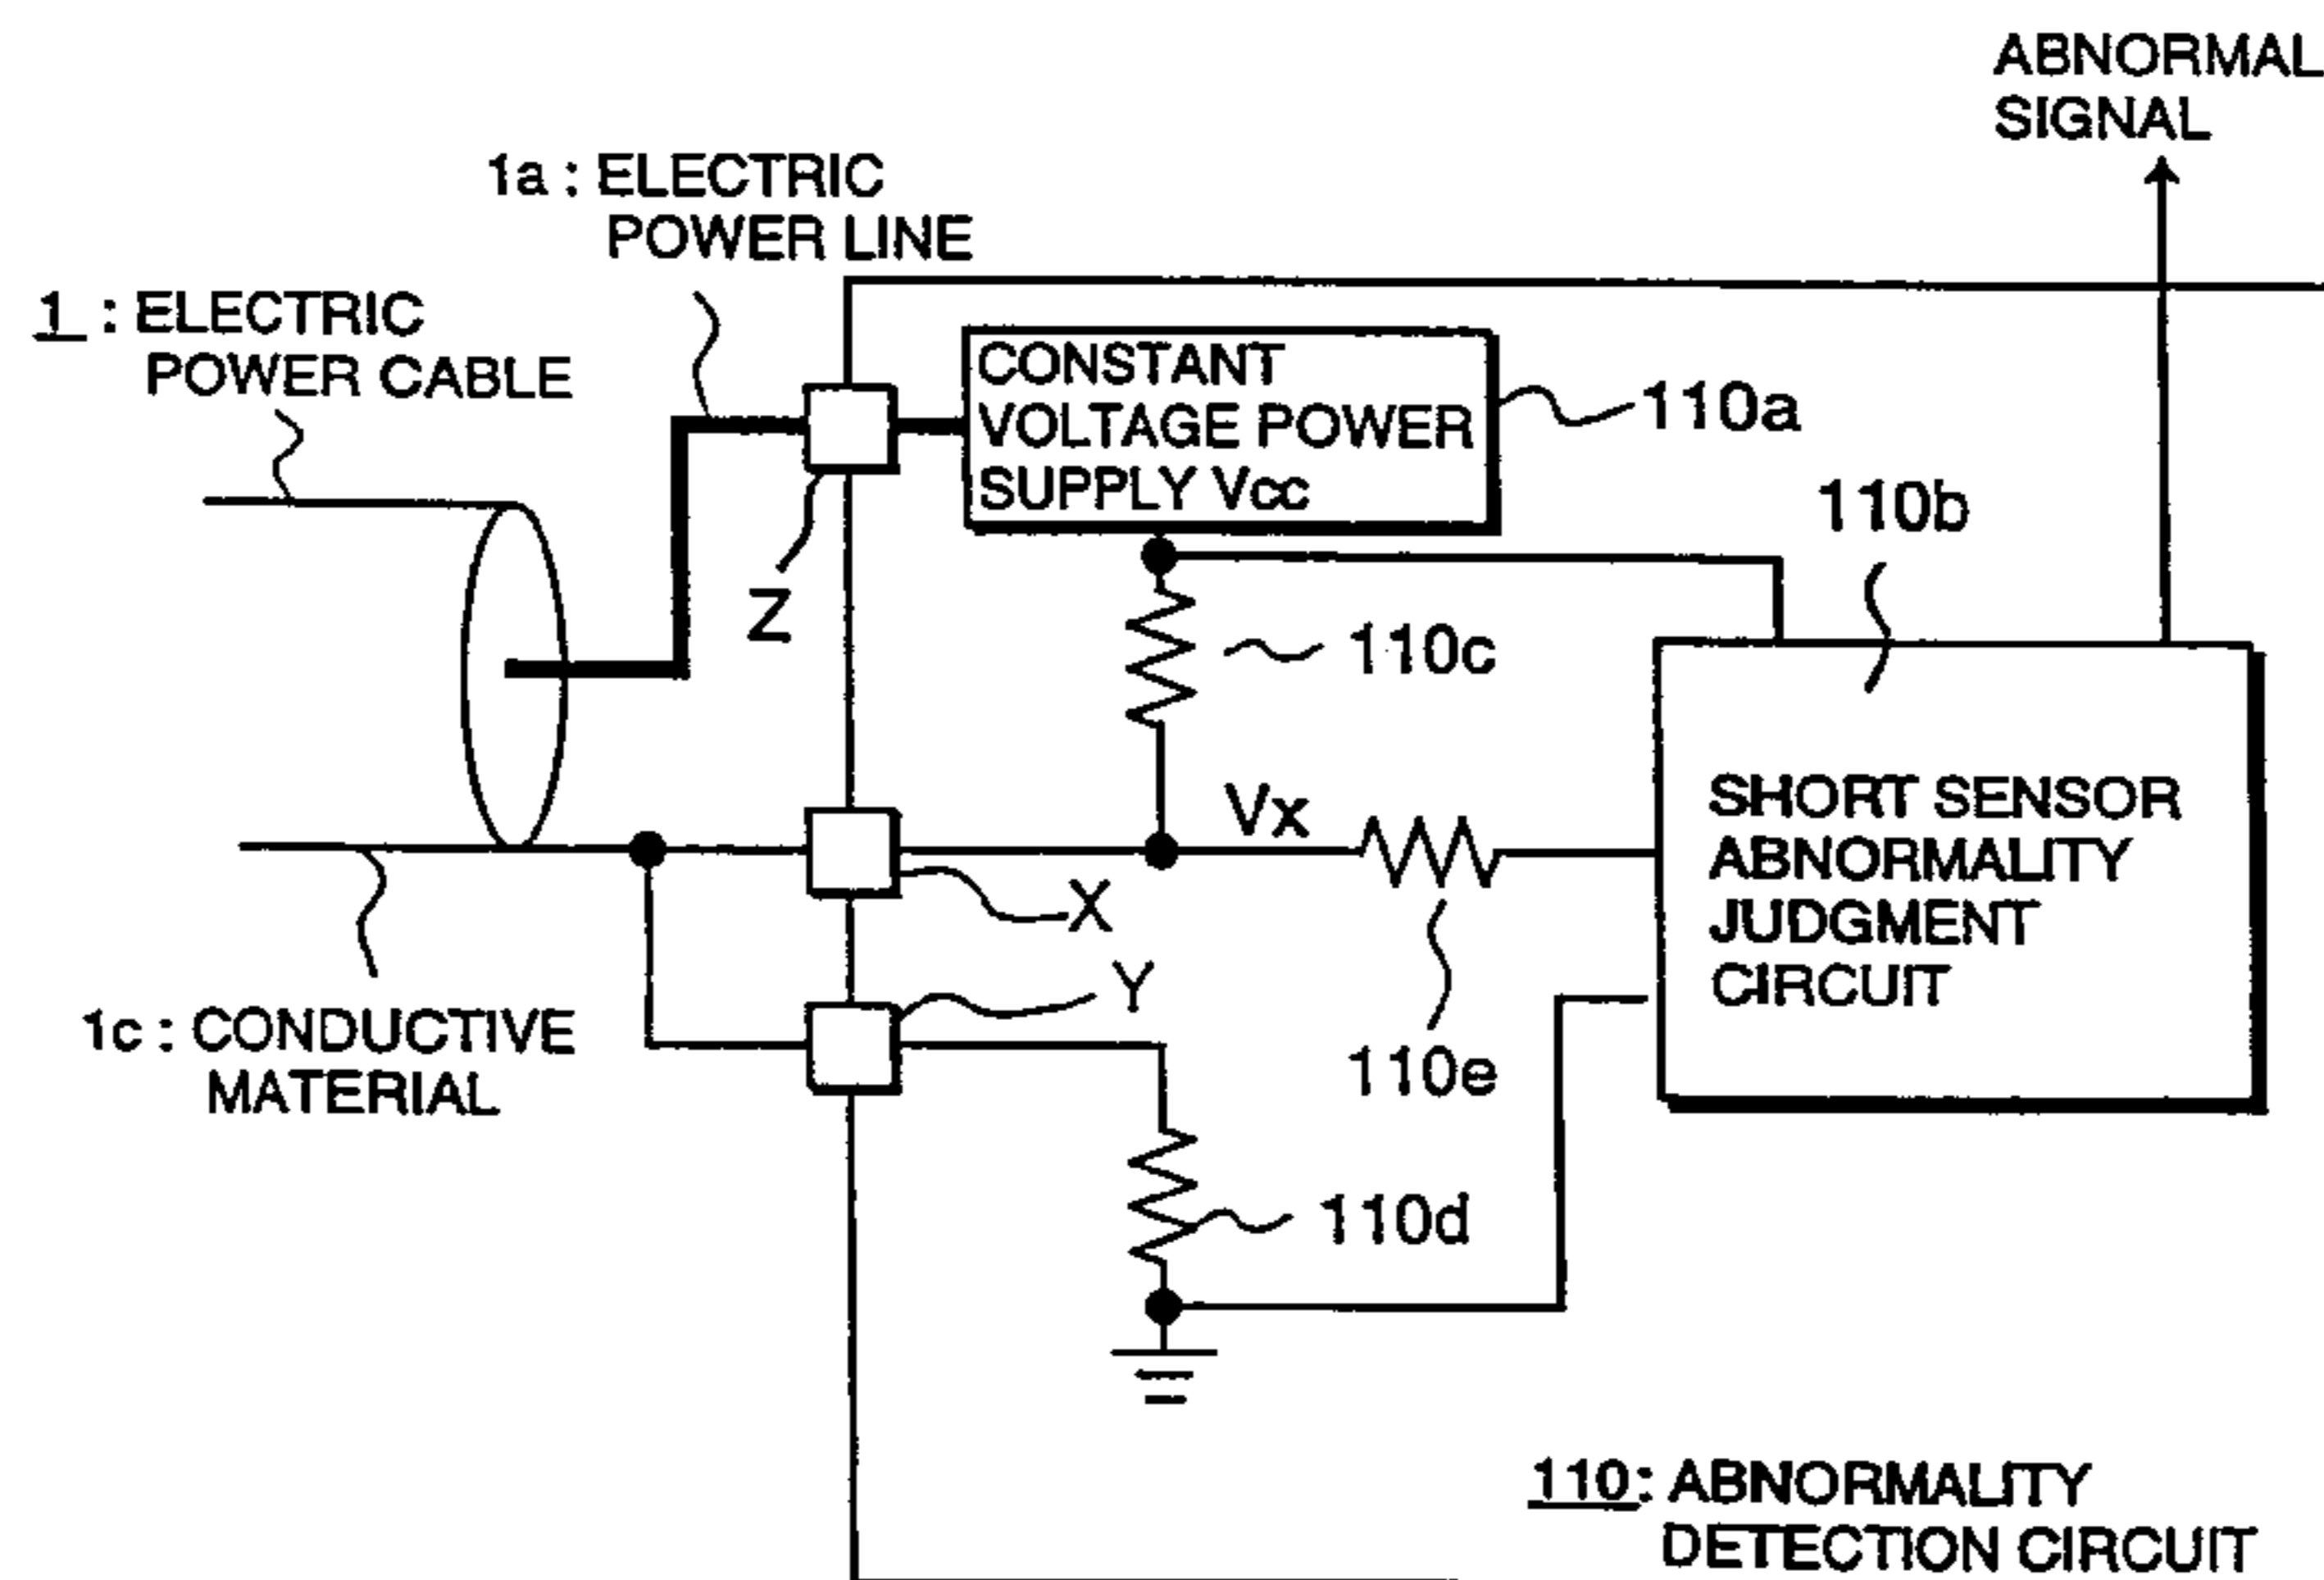 ABNORMAL
SIGNAL
1a : ELECTRIC
POWER LINE
1 : ELECTRIC
POWER CABLE
CONSTANT
VOLTAGE POWER
SUPPLY Vcc
110a
110b
Z
110c
Vx
SHORT SENSOR
ABNORMALITY
JUDGMENT
CIRCUIT
X
Y
1c : CONDUCTIVE
MATERIAL
110e
110d
110: ABNORMALITY
DETECTION CIRCUIT